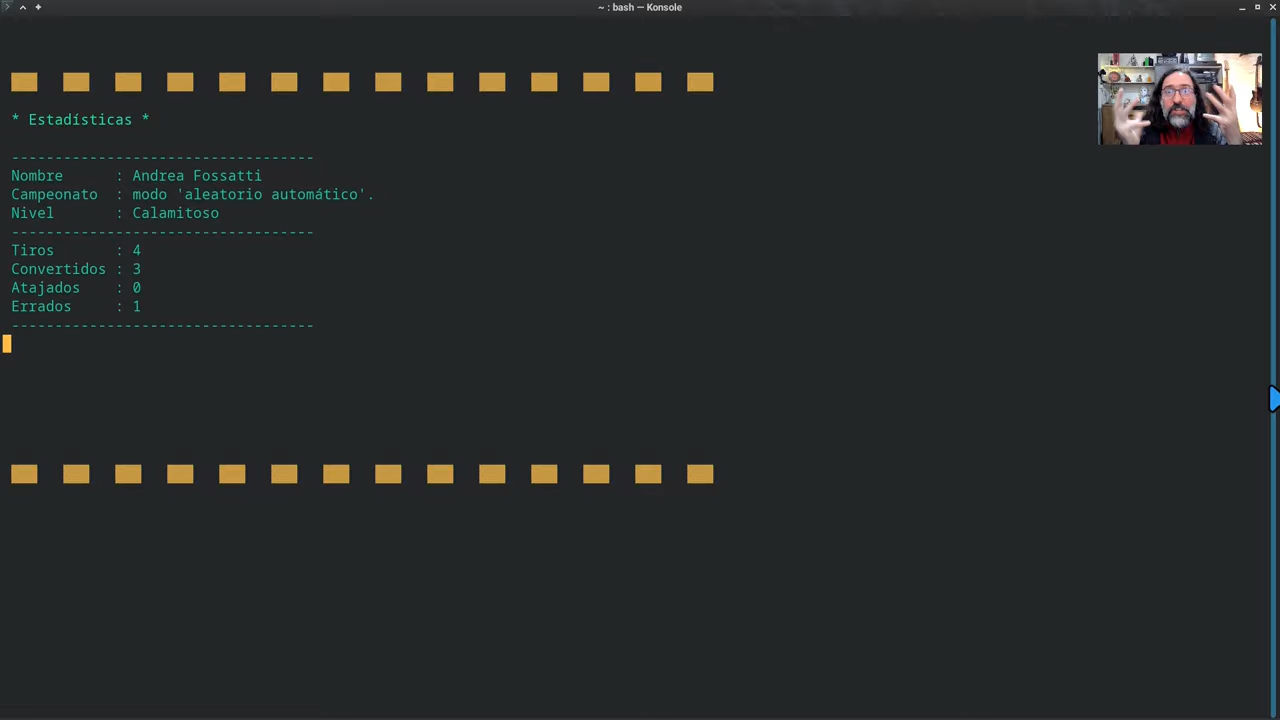 ~ : bash — Konsole
* Estadísticas *
-----------------------------------
Nombre      : Andrea Fossatti
Campeonato  : modo 'aleatorio automático'.
Nivel       : Calamitoso
-----------------------------------
Tiros       : 4
Convertidos : 3
Atajados    : 0
Errados     : 1
-----------------------------------